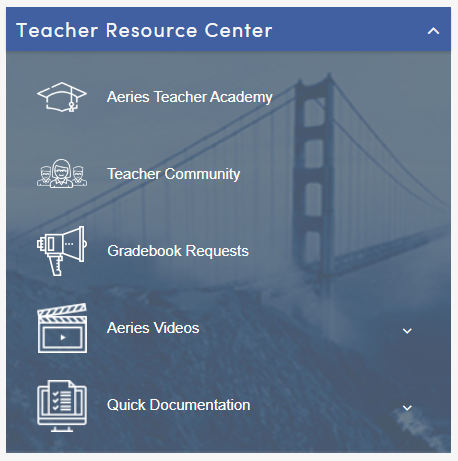 Teacher Resource Center
Aeries Teacher Academy
Teacher Community
Gradebook Requests
Aeries Videos
Quick Documentation